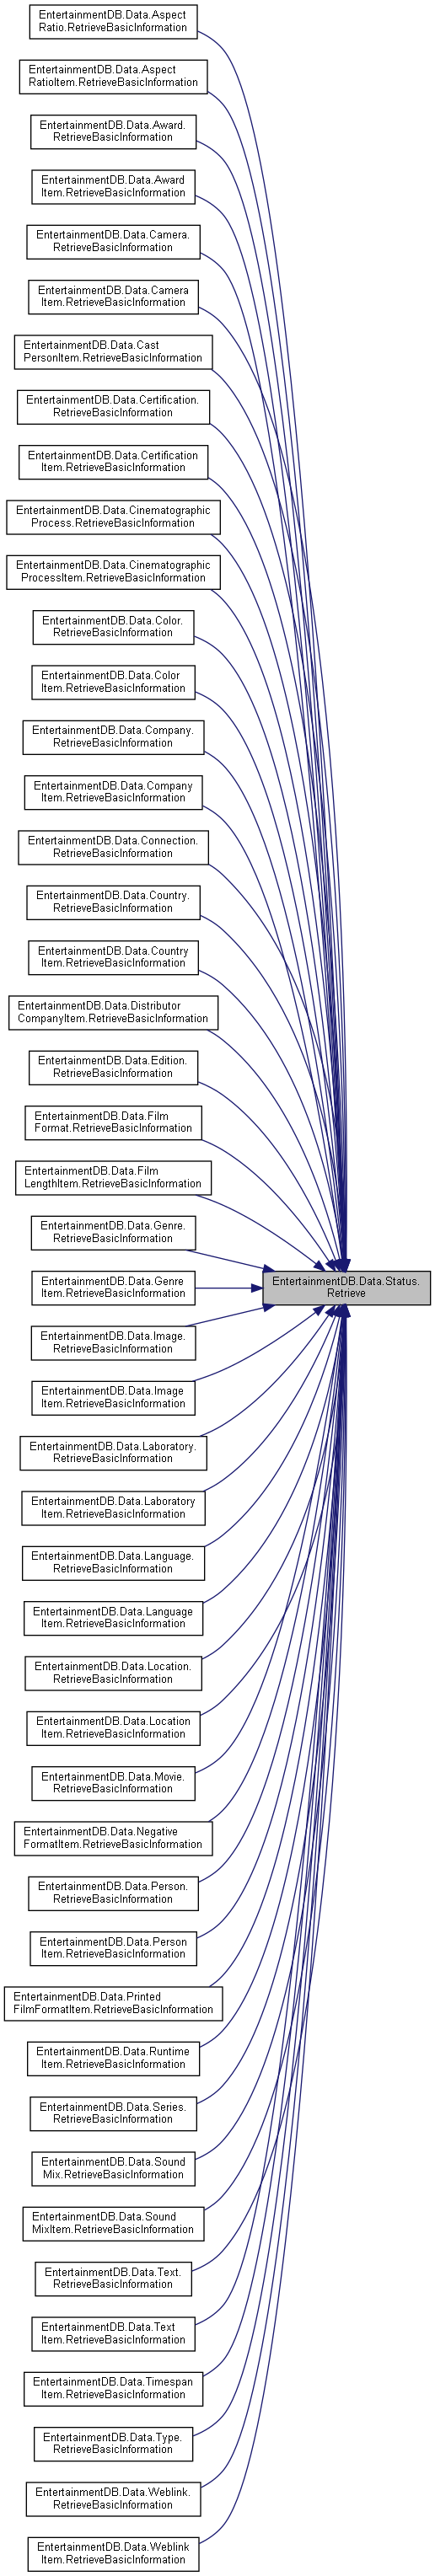 EntertainmentDB.Data.Aspect
Ratio.RetrieveBasicInformation
EntertainmentDB.Data.Aspect
RatioItem.RetrieveBasicInformation
EntertainmentDB.Data.Award.
RetrieveBasicInformation
EntertainmentDB.Data.Award
Item.RetrieveBasicInformation
EntertainmentDB.Data.Camera.
RetrieveBasicInformation
EntertainmentDB.Data.Camera
Item.RetrieveBasicInformation
EntertainmentDB.Data.Cast
PersonItem.RetrieveBasicInformation
EntertainmentDB.Data.Certification.
RetrieveBasicInformation
EntertainmentDB.Data.Certification
Item.RetrieveBasicInformation
EntertainmentDB.Data.Cinematographic
Process.RetrieveBasicInformation
EntertainmentDB.Data.Cinematographic
ProcessItem.RetrieveBasicInformation
EntertainmentDB.Data.Color.
RetrieveBasicInformation
EntertainmentDB.Data.Color
Item.RetrieveBasicInformation
EntertainmentDB.Data.Company.
RetrieveBasicInformation
EntertainmentDB.Data.Company
Item.RetrieveBasicInformation
EntertainmentDB.Data.Connection.
RetrieveBasicInformation
EntertainmentDB.Data.Country.
RetrieveBasicInformation
EntertainmentDB.Data.Country
Item.RetrieveBasicInformation
EntertainmentDB.Data.Distributor
CompanyItem.RetrieveBasicInformation
EntertainmentDB.Data.Edition.
RetrieveBasicInformation
EntertainmentDB.Data.Film
Format.RetrieveBasicInformation
EntertainmentDB.Data.Film
LengthItem.RetrieveBasicInformation
EntertainmentDB.Data.Genre.
RetrieveBasicInformation
EntertainmentDB.Data.Status.
Retrieve
EntertainmentDB.Data.Genre
Item.RetrieveBasicInformation
EntertainmentDB.Data.Image.
RetrieveBasicInformation
EntertainmentDB.Data.Image
Item.RetrieveBasicInformation
EntertainmentDB.Data.Laboratory.
RetrieveBasicInformation
EntertainmentDB.Data.Laboratory
Item.RetrieveBasicInformation
EntertainmentDB.Data.Language.
RetrieveBasicInformation
EntertainmentDB.Data.Language
Item.RetrieveBasicInformation
EntertainmentDB.Data.Location.
RetrieveBasicInformation
EntertainmentDB.Data.Location
Item.RetrieveBasicInformation
EntertainmentDB.Data.Movie.
RetrieveBasicInformation
EntertainmentDB.Data.Negative
FormatItem.RetrieveBasicInformation
EntertainmentDB.Data.Person.
RetrieveBasicInformation
EntertainmentDB.Data.Person
Item.RetrieveBasicInformation
EntertainmentDB.Data.Printed
FilmFormatItem.RetrieveBasicInformation
EntertainmentDB.Data.Runtime
Item.RetrieveBasicInformation
EntertainmentDB.Data.Series.
RetrieveBasicInformation
EntertainmentDB.Data.Sound
Mix.RetrieveBasicInformation
EntertainmentDB.Data.Sound
MixItem.RetrieveBasicInformation
EntertainmentDB.Data.Text.
RetrieveBasicInformation
EntertainmentDB.Data.Text
Item.RetrieveBasicInformation
EntertainmentDB.Data.Timespan
Item.RetrieveBasicInformation
EntertainmentDB.Data.Type.
RetrieveBasicInformation
EntertainmentDB.Data.Weblink.
RetrieveBasicInformation
EntertainmentDB.Data.Weblink
Item.RetrieveBasicInformation